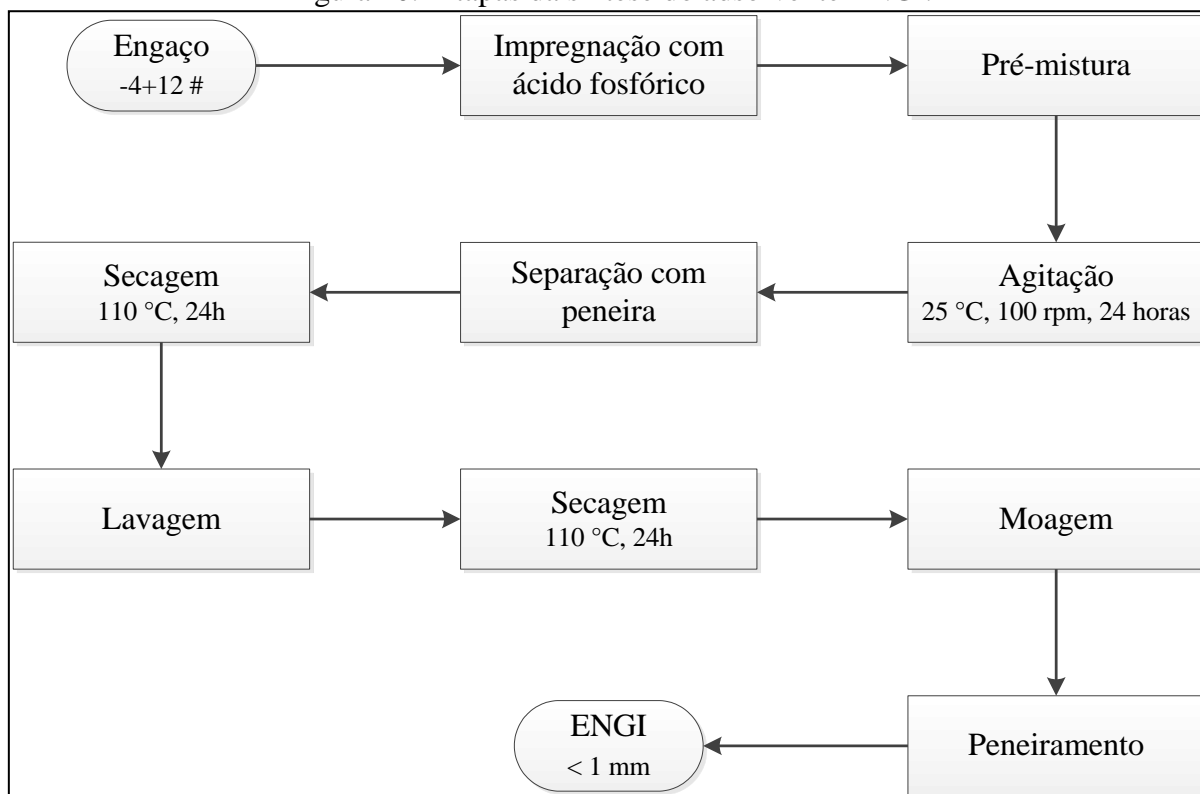 Engaço
-4+12 #
Impregnação com
ácido fosfórico
Pré-mistura
Agitação
25 °C, 100 rpm, 24 horas
Separação com
peneira
Secagem
110 °C, 24h
Lavagem
Secagem
110 °C, 24h
Moagem
Peneiramento
ENGI
< 1 mm